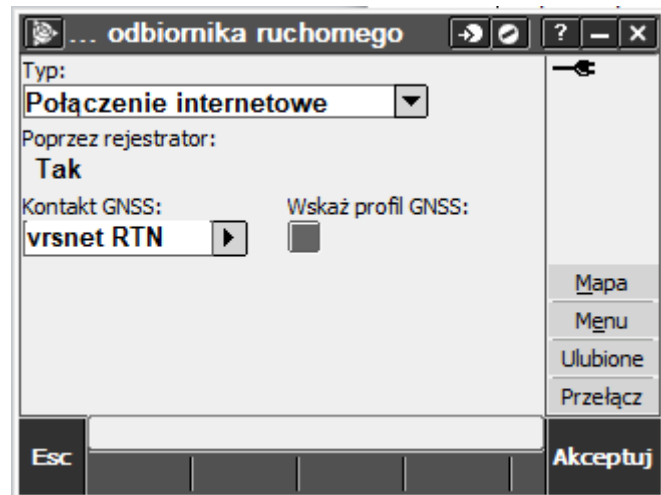 ... odbiornika ruchomego ? – ×
Typ:
Połączenie internetowe
Poprzez rejestrator:
Tak
Kontakt GNSS: Wskaż profil GNSS:
vrsnet RTN
Mapa
Menu
Ulubione
Przełącz
Esc Akceptuj